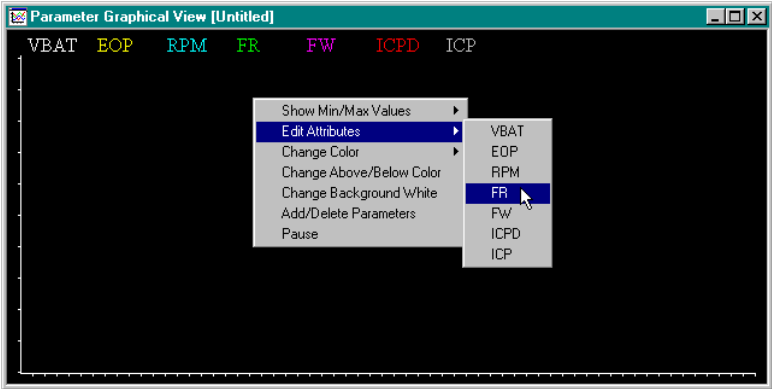 Parameter Graphical View [Untitled]
VBAT EOP RPM FR FW ICPD ICP
Show Min/Max Values
Edit Attributes
Change Color
Change Above/Below Color
Change Background White
Add/Delete Parameters
Pause
VBAT
EOP
RPM
FR
FW
ICPD
ICP